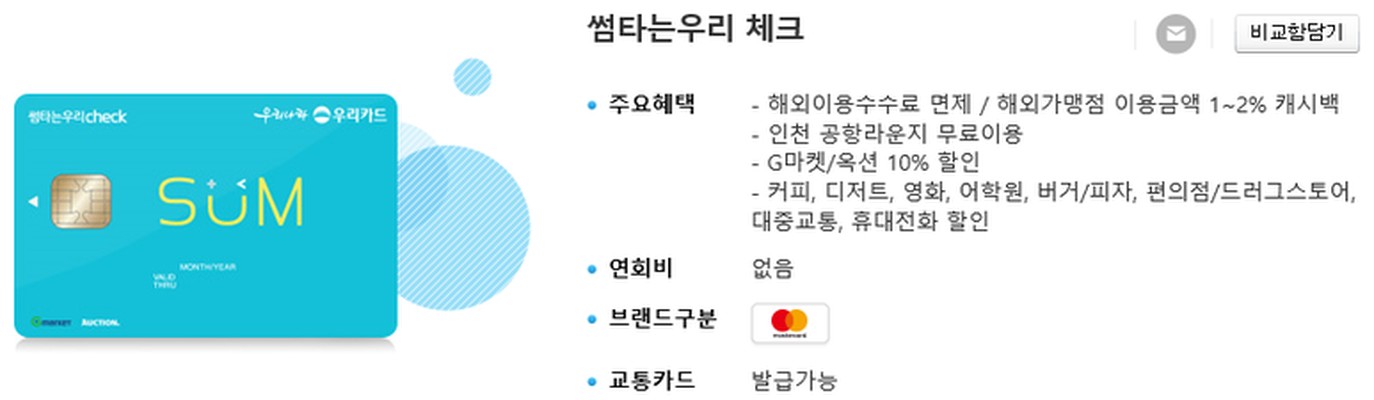 썸타는우리check
우리나라 우리카드
SUM
MONTH/YEAR
VALID
THRU
Gmarket AUCTION.
썸타는우리 체크
비교함담기
주요혜택
- 해외이용수수료 면제 / 해외가맹점 이용금액 1~2% 캐시백
- 인천 공항라운지 무료이용
- G마켓/옥션 10% 할인
- 커피, 디저트, 영화, 어학원, 버거/피자, 편의점/드러그스토어,
대중교통, 휴대전화 할인
연회비 없음
브랜드구분 mastercard
교통카드 발급가능